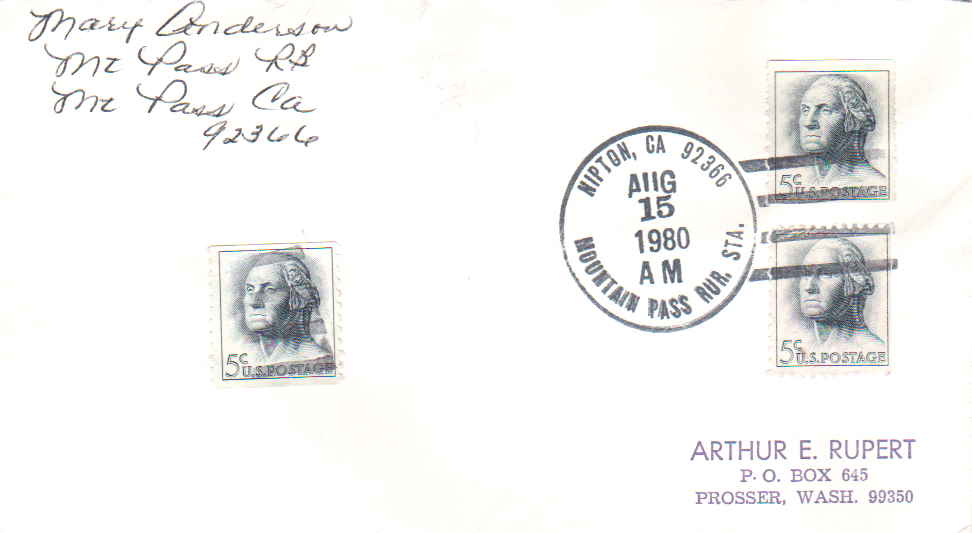 Mary Anderson
Mt Pass RB
Mt Pass Ca
92366
NIPTON, CA 92366
AUG
15
1980
AM
MOUNTAIN PASS RUR. STA.
5c
U.S.POSTAGE
5c
U.S.POSTAGE
5c
U.S.POSTAGE
ARTHUR E. RUPERT
P. O. BOX 645
PROSSER, WASH. 99350